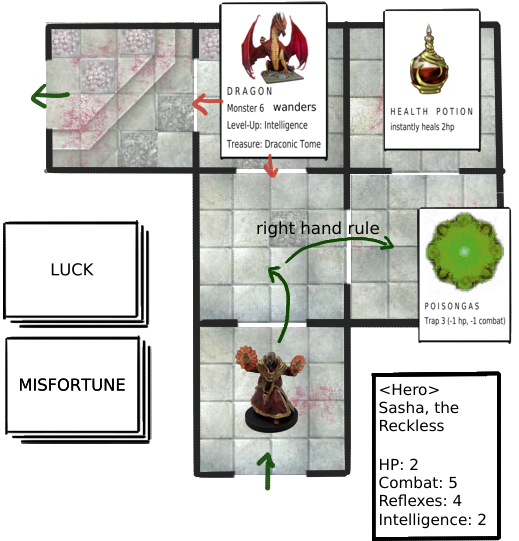 DRAGON
Monster 6 wanders
Level-Up: Intelligence
Treasure: Draconic Tome
HEALTH POTION
instantly heals 2hp
right hand rule
LUCK
POISONGAS
Trap 3 (-1 hp, -1 combat)
MISFORTUNE
<Hero>
Sasha, the
Reckless
HP: 2
Combat: 5
Reflexes: 4
Intelligence: 2